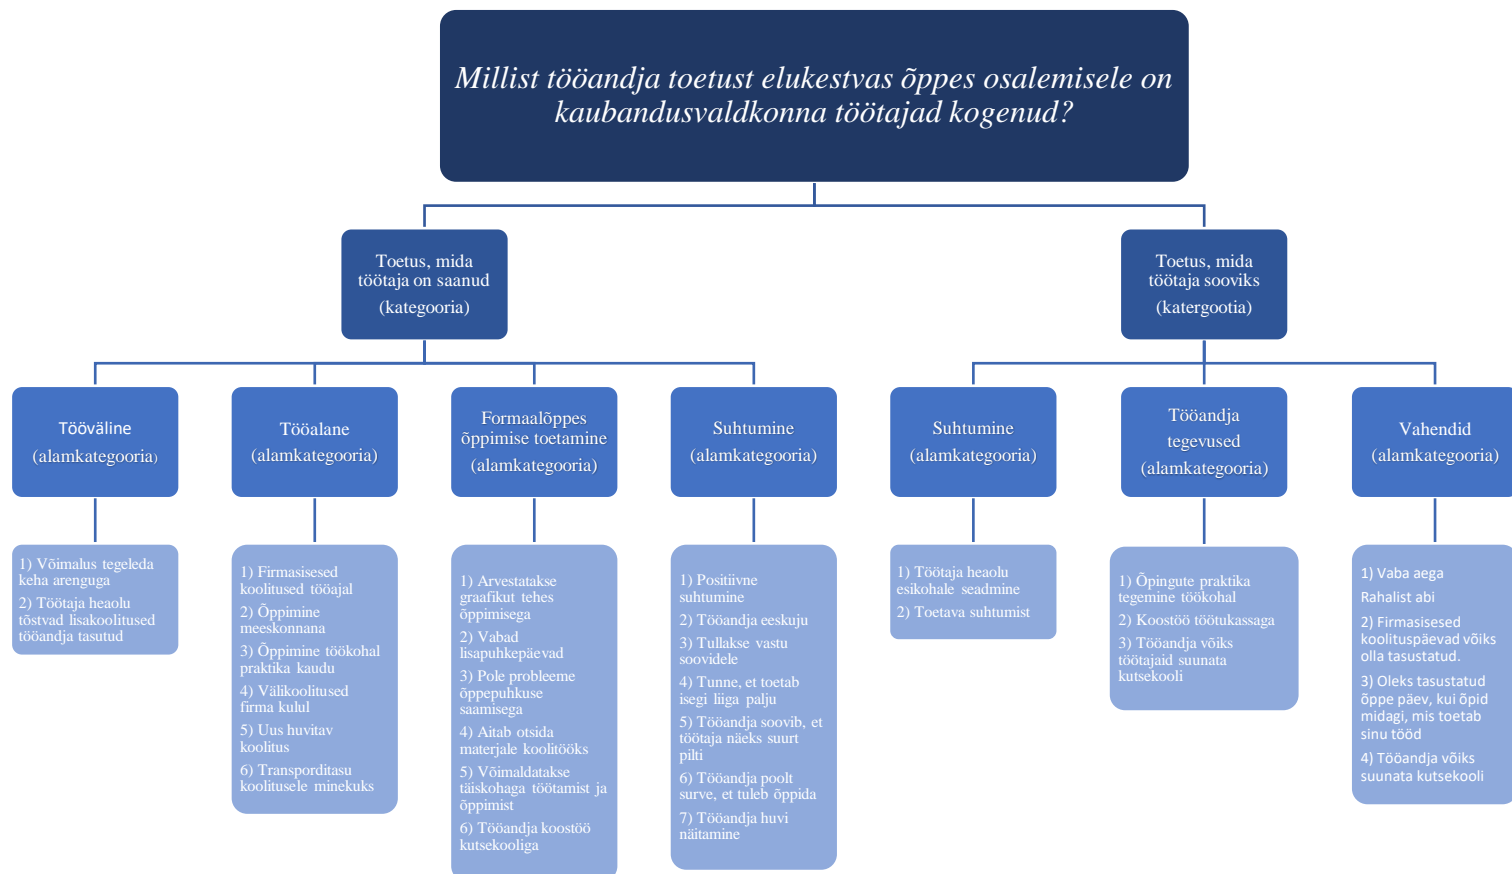 Millist tööandja toetust elukestvas õppes osalemisele on
kaubandusvaldkonna töötajad kogenud?
Toetus, mida
töötaja on saanud
(kategooria)
Toetus, mida
töötaja sooviks
(katergootia)
Tööväline
(alamkategooria)
Tööalane
(alamkategooria)
Formaalõppes
õppimise toetamine
(alamkategooria)
Suhtumine
(alamkategooria)
Suhtumine
(alamkategooria)
Tööandja
tegevused
(alamkategooria)
Vahendid
(alamkategooria)
1) Võimalus tegeleda
keha arenguga
2) Töötaja heaolu
tõstvad lisakoolitused
tööandja tasutud
1) Firmasisesed
koolitused tööajal
2) Õppimine
meeskonnana
3) Õppimine töökohal
praktika kaudu
4) Välikoolitused
firma kulul
5) Uus huvitav
koolitus
6) Transporditasu
koolitusele minekuks
1) Arvestatakse
graafikut tehes
õppimisega
2) Vabad
lisapuhkepäevad
3) Pole probleeme
õppepuhkuse
saamisega
4) Aitab otsida
materjale koolitööks
5) Võimaldatakse
täiskohaga töötamist ja
õppimist
6) Tööandja koostöö
kutsekooliga
1) Positiivne
suhtumine
2) Tööandja eeskuju
3) Tullakse vastu
soovidele
4) Tunne, et toetab
isegi liiga palju
5) Tööandja soovib, et
töötaja näeks suurt
pilti
6) Tööandja poolt
surve, et tuleb õppida
7) Tööandja huvi
näitamine
1) Töötaja heaolu
esikohale seadmine
2) Toetava suhtumist
1) Õpingute praktika
tegemine töökohal
2) Koostöö töötukassaga
3) Tööandja võiks
töötajaid suunata
kutsekooli
1) Vaba aega
Rahalist abi
2) Firmasisesed
koolituspäevad võiks
olla tasustatud.
3) Oleks tasustatud
õppe päev, kui õpid
midagi, mis toetab
sinu tööd
4) Tööandja võiks
suunata kutsekooli